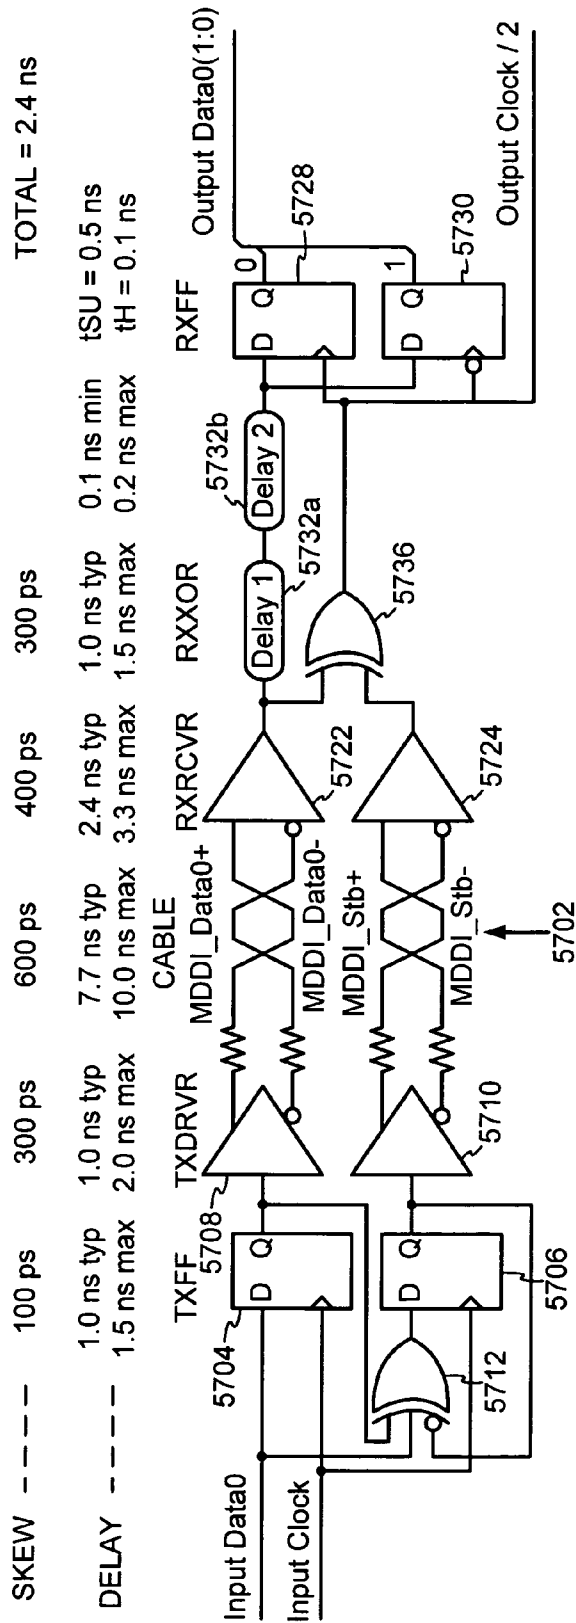 SKEW ---- 100 ps 300 ps 600 ps 400 ps 300 ps TOTAL = 2.4 ns
DELAY ---- 1.0 ns typ 1.0 ns typ 7.7 ns typ 2.4 ns typ 1.0 ns typ 0.1 ns min tSU = 0.5 ns
1.5 ns max 2.0 ns max 10.0 ns max 3.3 ns max 1.5 ns max 0.2 ns max tH = 0.1 ns
TXFF TXDRVR CABLE RXRCVR RXXOR RXFF
MDDI_Data0+
MDDI_Data0-
MDDI_Stb+
MDDI_Stb-
5702
Input Data0
Input Clock
5704
D Q
5708
5712
D Q
5706
5710
5722
5724
Delay 1
5732a
Delay 2
5732b
5736
D Q
0
5728
D Q
1
5730
Output Data0(1:0)
Output Clock / 2